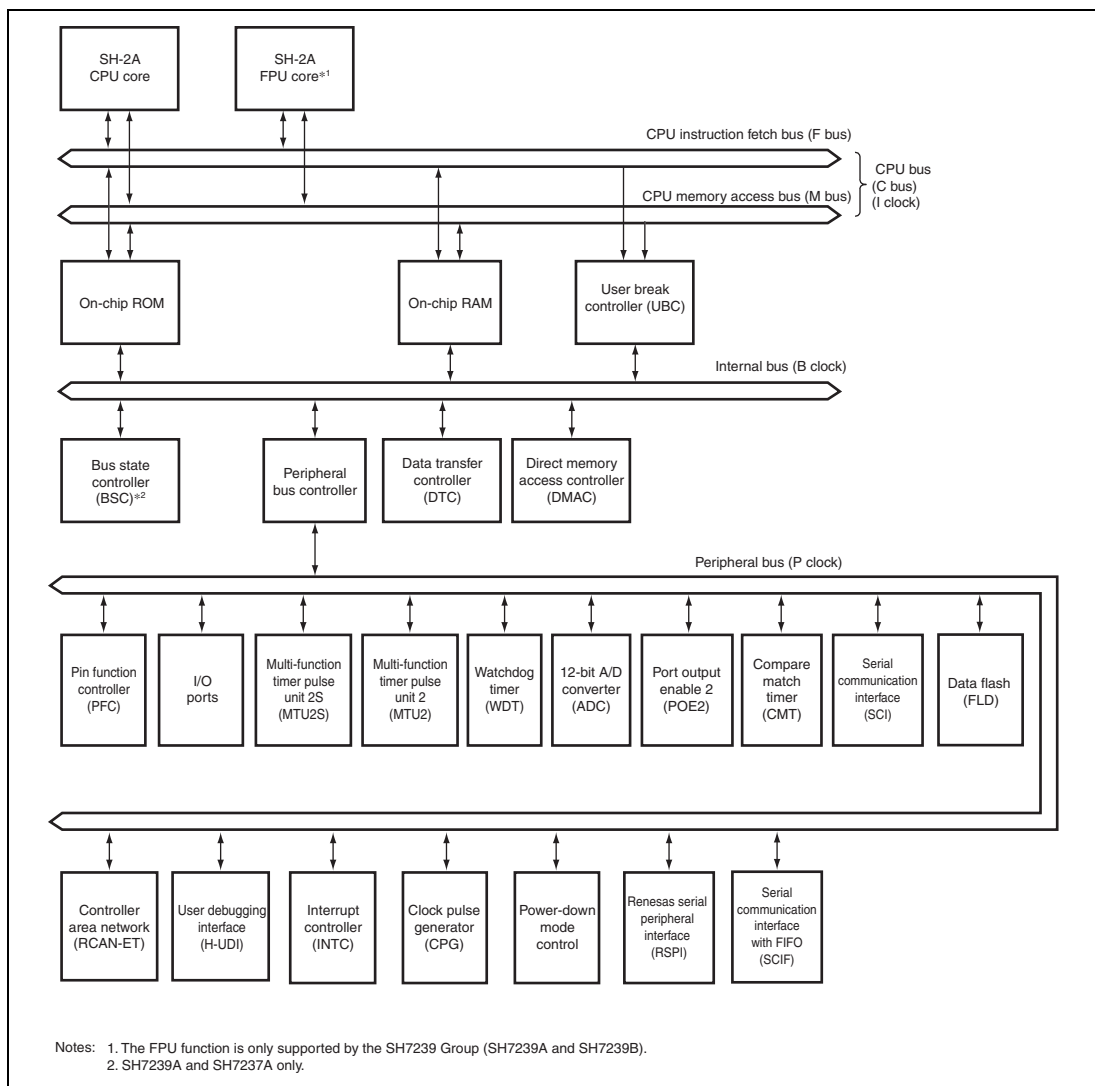 SH-2A
CPU core
SH-2A
FPU core*1
CPU instruction fetch bus (F bus)
CPU bus
(C bus)
(I clock)
CPU memory access bus (M bus)
On-chip ROM
On-chip RAM
User break
controller (UBC)
Internal bus (B clock)
Bus state
controller
(BSC)*2
Peripheral
bus controller
Data transfer
controller
(DTC)
Direct memory
access controller
(DMAC)
Peripheral bus (P clock)
Pin function
controller
(PFC)
I/O
ports
Multi-function
timer pulse
unit 2S
(MTU2S)
Multi-function
timer pulse
unit 2
(MTU2)
Watchdog
timer
(WDT)
12-bit A/D
converter
(ADC)
Port output
enable 2
(POE2)
Compare
match
timer
(CMT)
Serial
communication
interface
(SCI)
Data flash
(FLD)
Controller
area network
(RCAN-ET)
User debugging
interface
(H-UDI)
Interrupt
controller
(INTC)
Clock pulse
generator
(CPG)
Power-down
mode
control
Renesas serial
peripheral
interface
(RSPI)
Serial
communication
interface
with FIFO
(SCIF)
Notes: 1. The FPU function is only supported by the SH7239 Group (SH7239A and SH7239B).
2. SH7239A and SH7237A only.